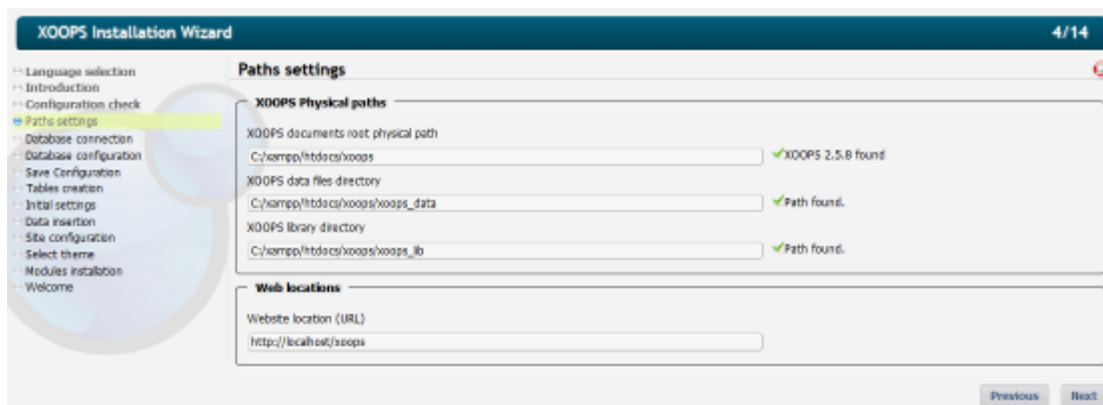 XOOPS Installation Wizard 4/14
Language selection
Introduction
Configuration check
Paths settings
Database connection
Database configuration
Save Configuration
Tables creation
Initial settings
Data insertion
Site configuration
Select theme
Modules installation
Welcome
Paths settings
XOOPS Physical paths
XOOPS documents root physical path
C:/xampp/htdocs/xoops
XOOPS 2.5.8 found
XOOPS data files directory
C:/xampp/htdocs/xoops/xoops_data
Path found.
XOOPS library directory
C:/xampp/htdocs/xoops/xoops_lib
Path found.
Web locations
Website location (URL)
http://localhost/xoops
Previous Next